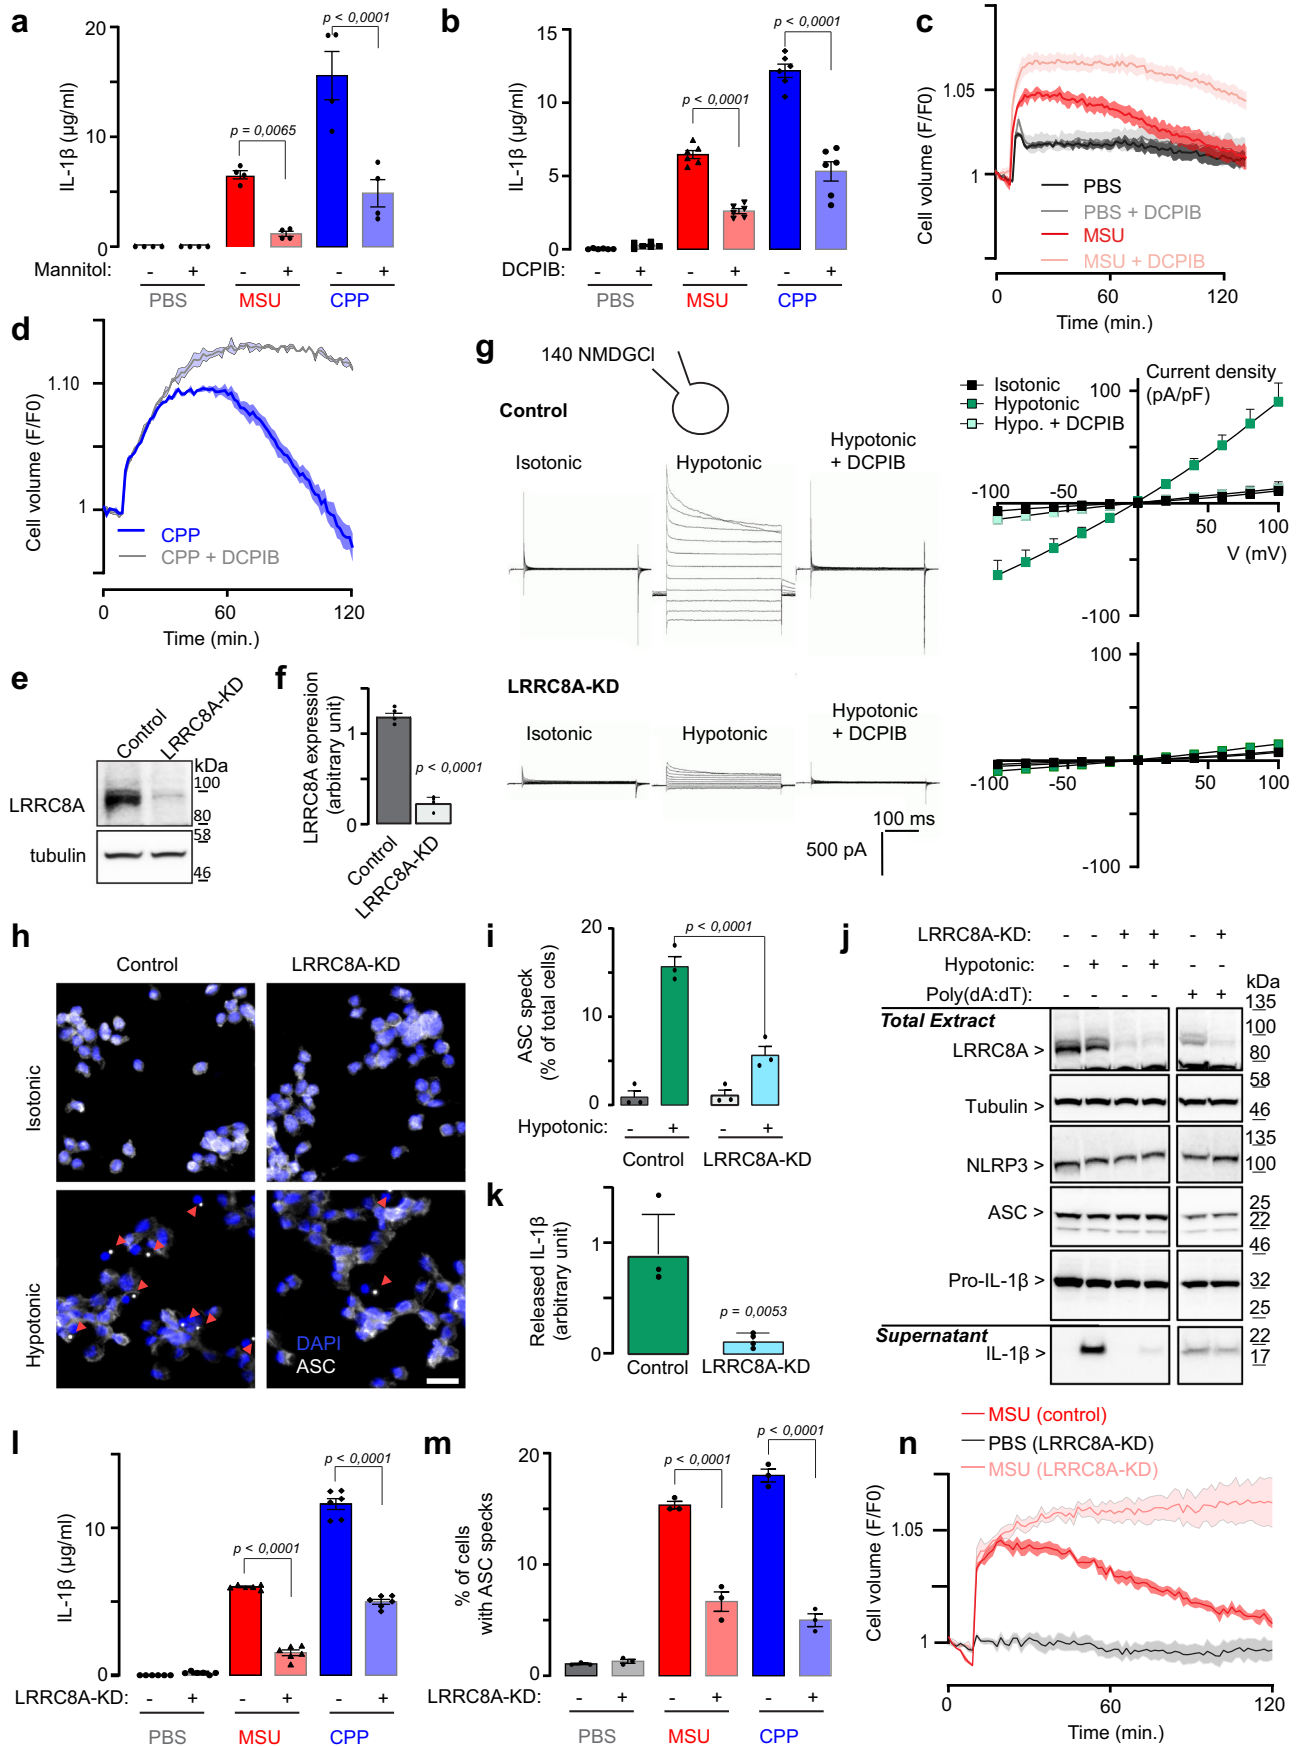 a
IL-1β (µg/ml)
20
10
0
p = 0,0065
p < 0,0001
Mannitol: - + - + - +
PBS MSU CPP
b
IL-1β (µg/ml)
15
10
5
0
p < 0,0001
p < 0,0001
DCPIB: - + - + - +
PBS MSU CPP
c
Cell volume (F/F0)
1.05
1
PBS
PBS + DCPIB
MSU
MSU + DCPIB
0 60 120
Time (min.)
d
Cell volume (F/F0)
1.10
1
CPP
CPP + DCPIB
0 60 120
Time (min.)
e
Control LRRC8A-KD
kDa
100
80
58
46
LRRC8A
tubulin
f
LRRC8A expression
(arbitrary unit)
1
0
p < 0,0001
Control
LRRC8A-KD
g
140 NMDGCl
Control
Isotonic Hypotonic Hypotonic
+ DCPIB
LRRC8A-KD
Isotonic Hypotonic Hypotonic
+ DCPIB
100 ms
500 pA
Isotonic
Hypotonic
Hypo. + DCPIB
Current density
(pA/pF)
100
-100 -50
50 100
V (mV)
-100
100
-100 -50 50 100
-100
h
Control LRRC8A-KD
Isotonic
Hypotonic
DAPI
ASC
i
ASC speck
(% of total cells)
20
10
0
p < 0,0001
Hypotonic: - + - +
Control LRRC8A-KD
j
LRRC8A-KD: - - + + - +
Hypotonic: - + - +
Poly(dA:dT): - - - - + +
kDa
Total Extract
135
LRRC8A >
100
80
58
Tubulin >
46
135
NLRP3 >
100
ASC >
25
22
46
Pro-IL-1β >
32
25
Supernatant
22
IL-1β >
17
k
Released IL-1β
(arbitrary unit)
1
0
p = 0,0053
Control LRRC8A-KD
l
IL-1β (µg/ml)
10
0
p < 0,0001
p < 0,0001
LRRC8A-KD: - + - + - +
PBS MSU CPP
m
% of cells
with ASC specks
20
10
0
p < 0,0001
p < 0,0001
LRRC8A-KD: - + - + - +
PBS MSU CPP
n
MSU (control)
PBS (LRRC8A-KD)
MSU (LRRC8A-KD)
Cell volume (F/F0)
1.05
1
0 60 120
Time (min.)